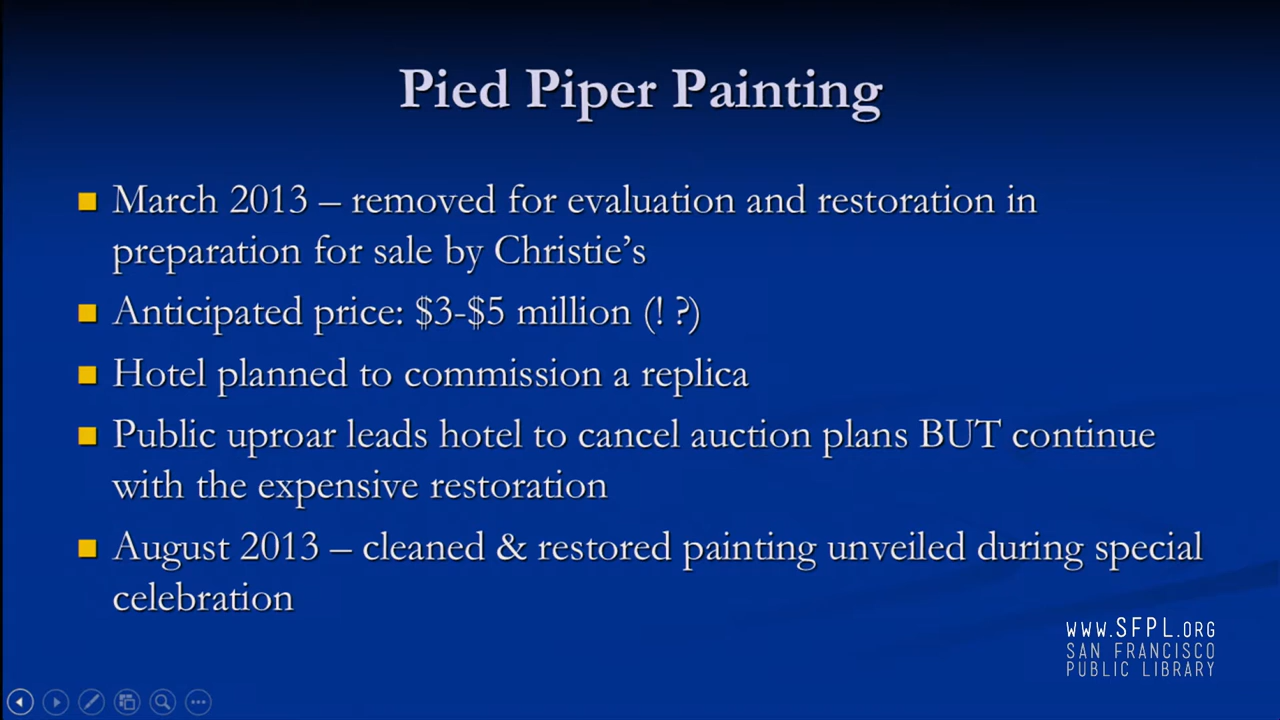 Pied Piper Painting
March 2013 – removed for evaluation and restoration in
preparation for sale by Christie’s
Anticipated price: $3-$5 million (! ?)
Hotel planned to commission a replica
Public uproar leads hotel to cancel auction plans BUT continue
with the expensive restoration
August 2013 – cleaned & restored painting unveiled during special
celebration
www.SFPL.ORG
SAN FRANCISCO
PUBLIC LIBRARY